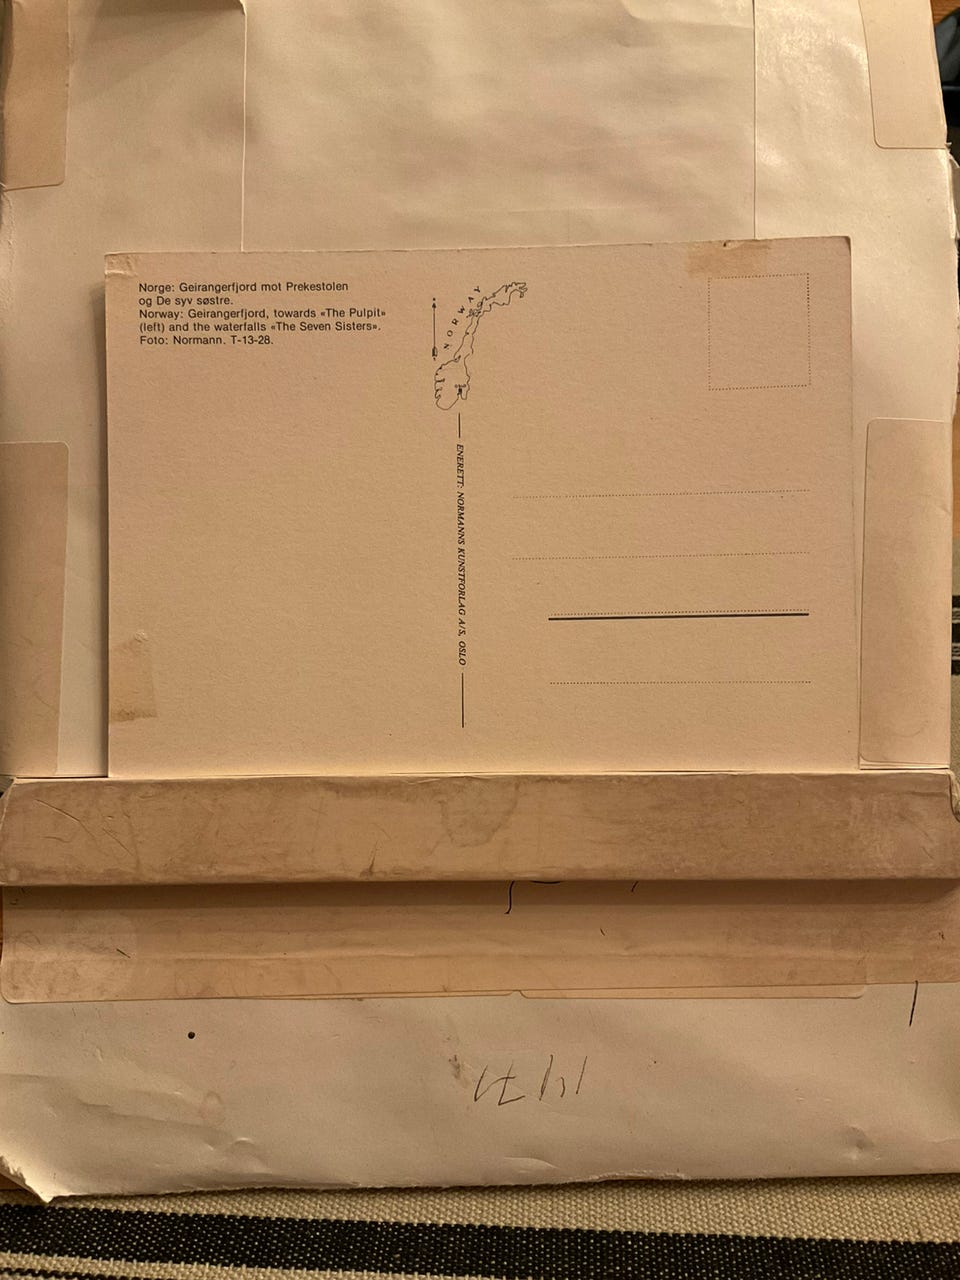 Norge: Geirangerfjord mot Prekestolen
og De syv søstre.
Norway: Geirangerfjord, towards «The Pulpit»
(left) and the waterfalls «The Seven Sisters».
Foto: Normann. T-13-28.
NORWAY
ENERETT: NORMANNS KUNSTFORLAG A/S, OSLO